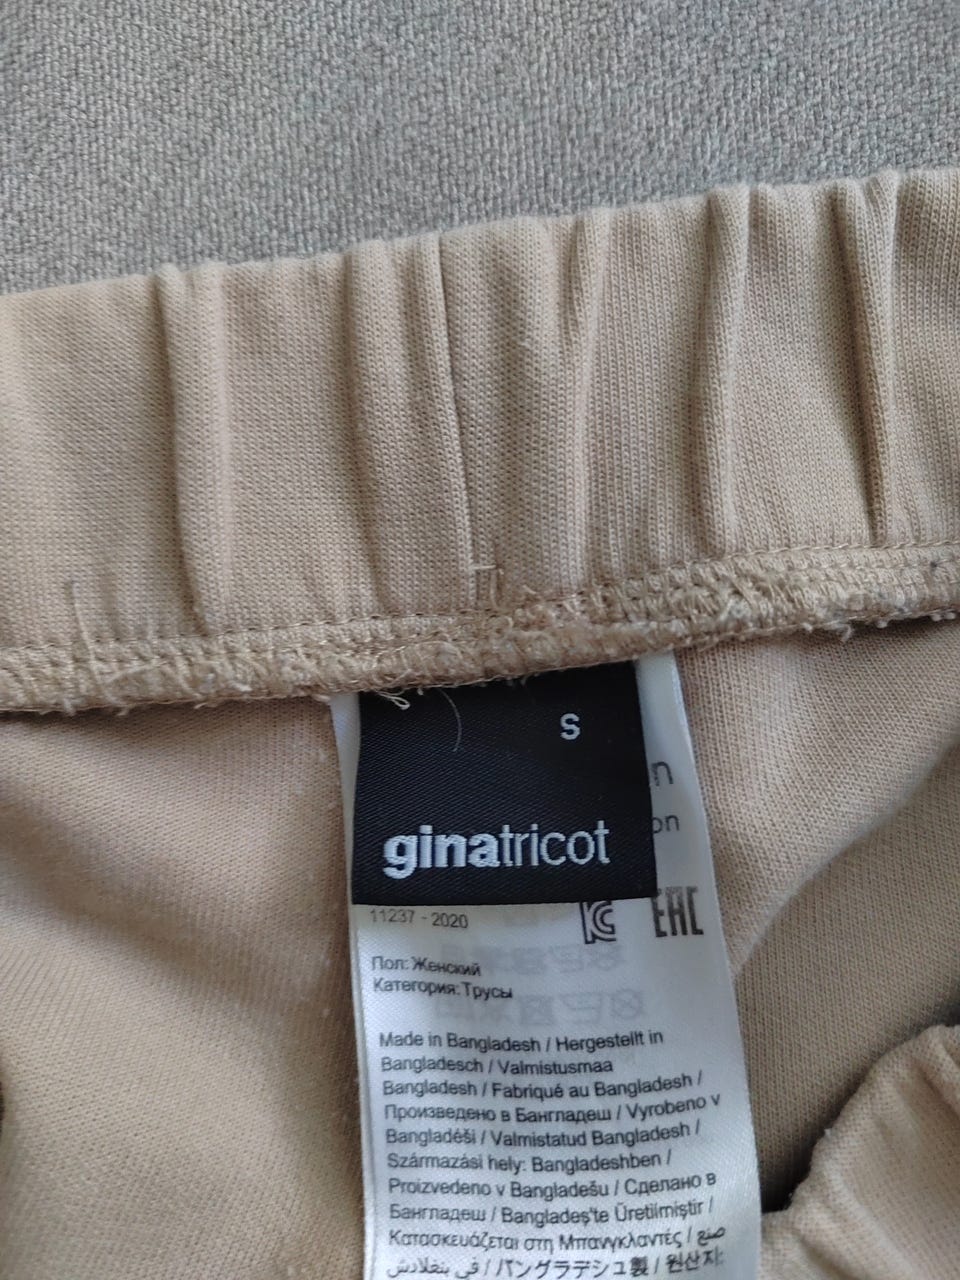 S
ginatricot
n
on
11237 - 2020
EAC
Пол: Женский
Категория: Трусы
Made in Bangladesh / Hergestellt in
Bangladesch / Valmistusmaa
Bangladesh / Fabriqué au Bangladesh /
Произведено в Бангладеш / Vyrobeno v
Bangladéši / Valmistatud Bangladesh /
Származási hely: Bangladeshben /
Proizvedeno v Bangladešu / Сделано в
Бангладеш / Bangladeş'te Üretilmiştir /
Κατασκευάζεται στη Μπανγκλαντές / صنع
في بنغلادش / バングラデシュ製 / 원산지: